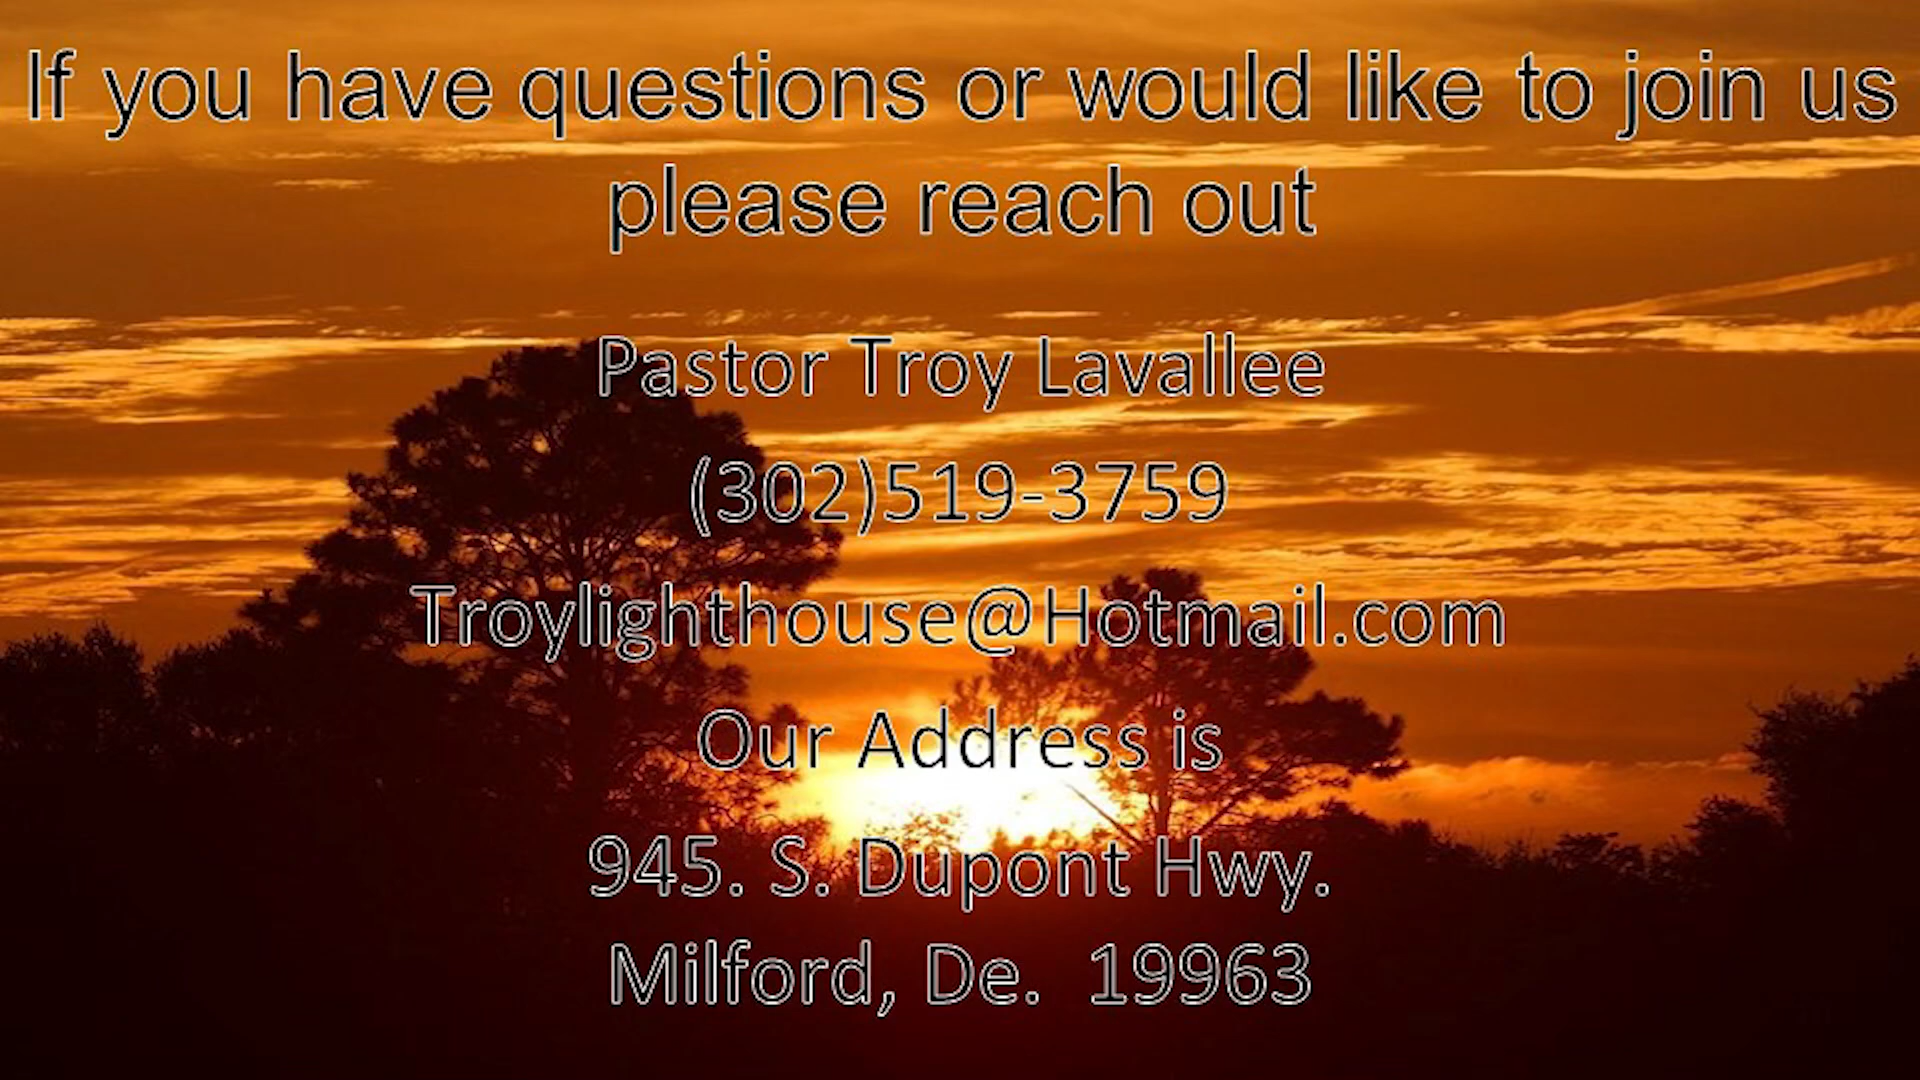 If you have questions or would like to join us
please reach out
Pastor Troy Lavallee
(302)519-3759
Troylighthouse@Hotmail.com
Our Address is
945. S. Dupont Hwy.
Milford, De.  19963